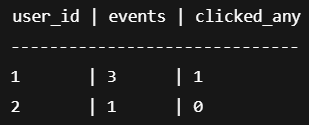 user_id | events | clicked_any
------------------------------
1       | 3      | 1
2       | 1      | 0